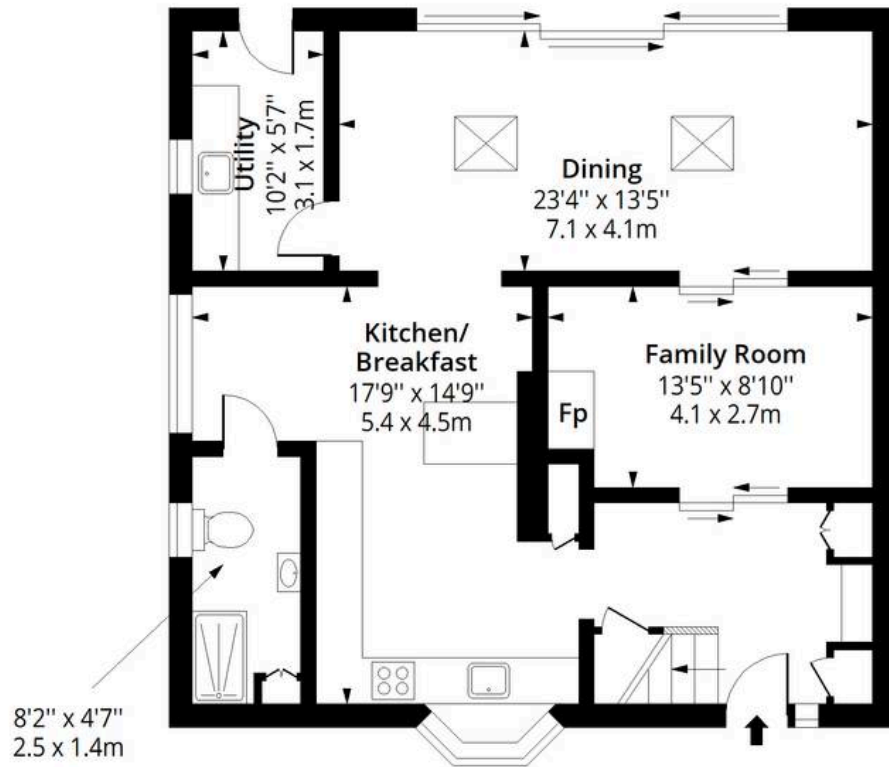 Utility
10'2" x 5'7"
3.1 x 1.7m
Dining
23'4" x 13'5"
7.1 x 4.1m
Kitchen/
Breakfast
17'9" x 14'9"
5.4 x 4.5m
Family Room
13'5" x 8'10"
4.1 x 2.7m
Fp
8'2" x 4'7"
2.5 x 1.4m